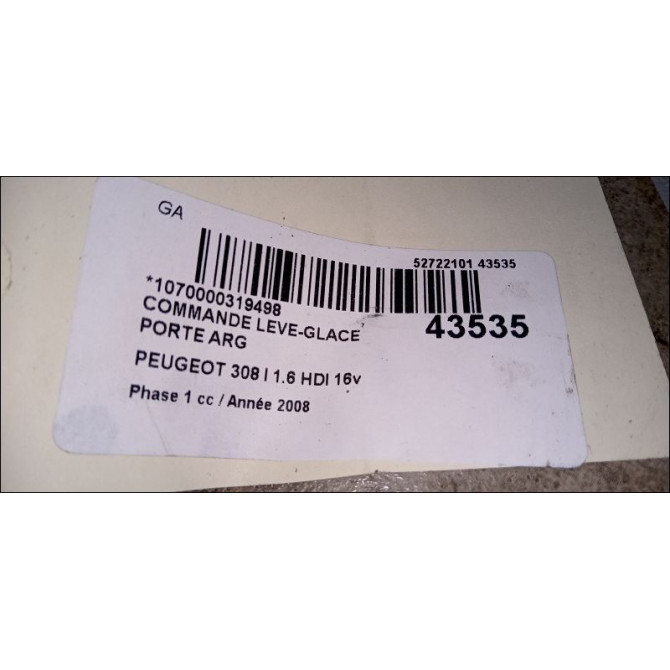 GA
52722101 43535
*1070000319498
COMMANDE LEVE-GLACE
43535
PORTE ARG
PEUGEOT 308 I 1.6 HDI 16v
Phase 1 cc / Année 2008